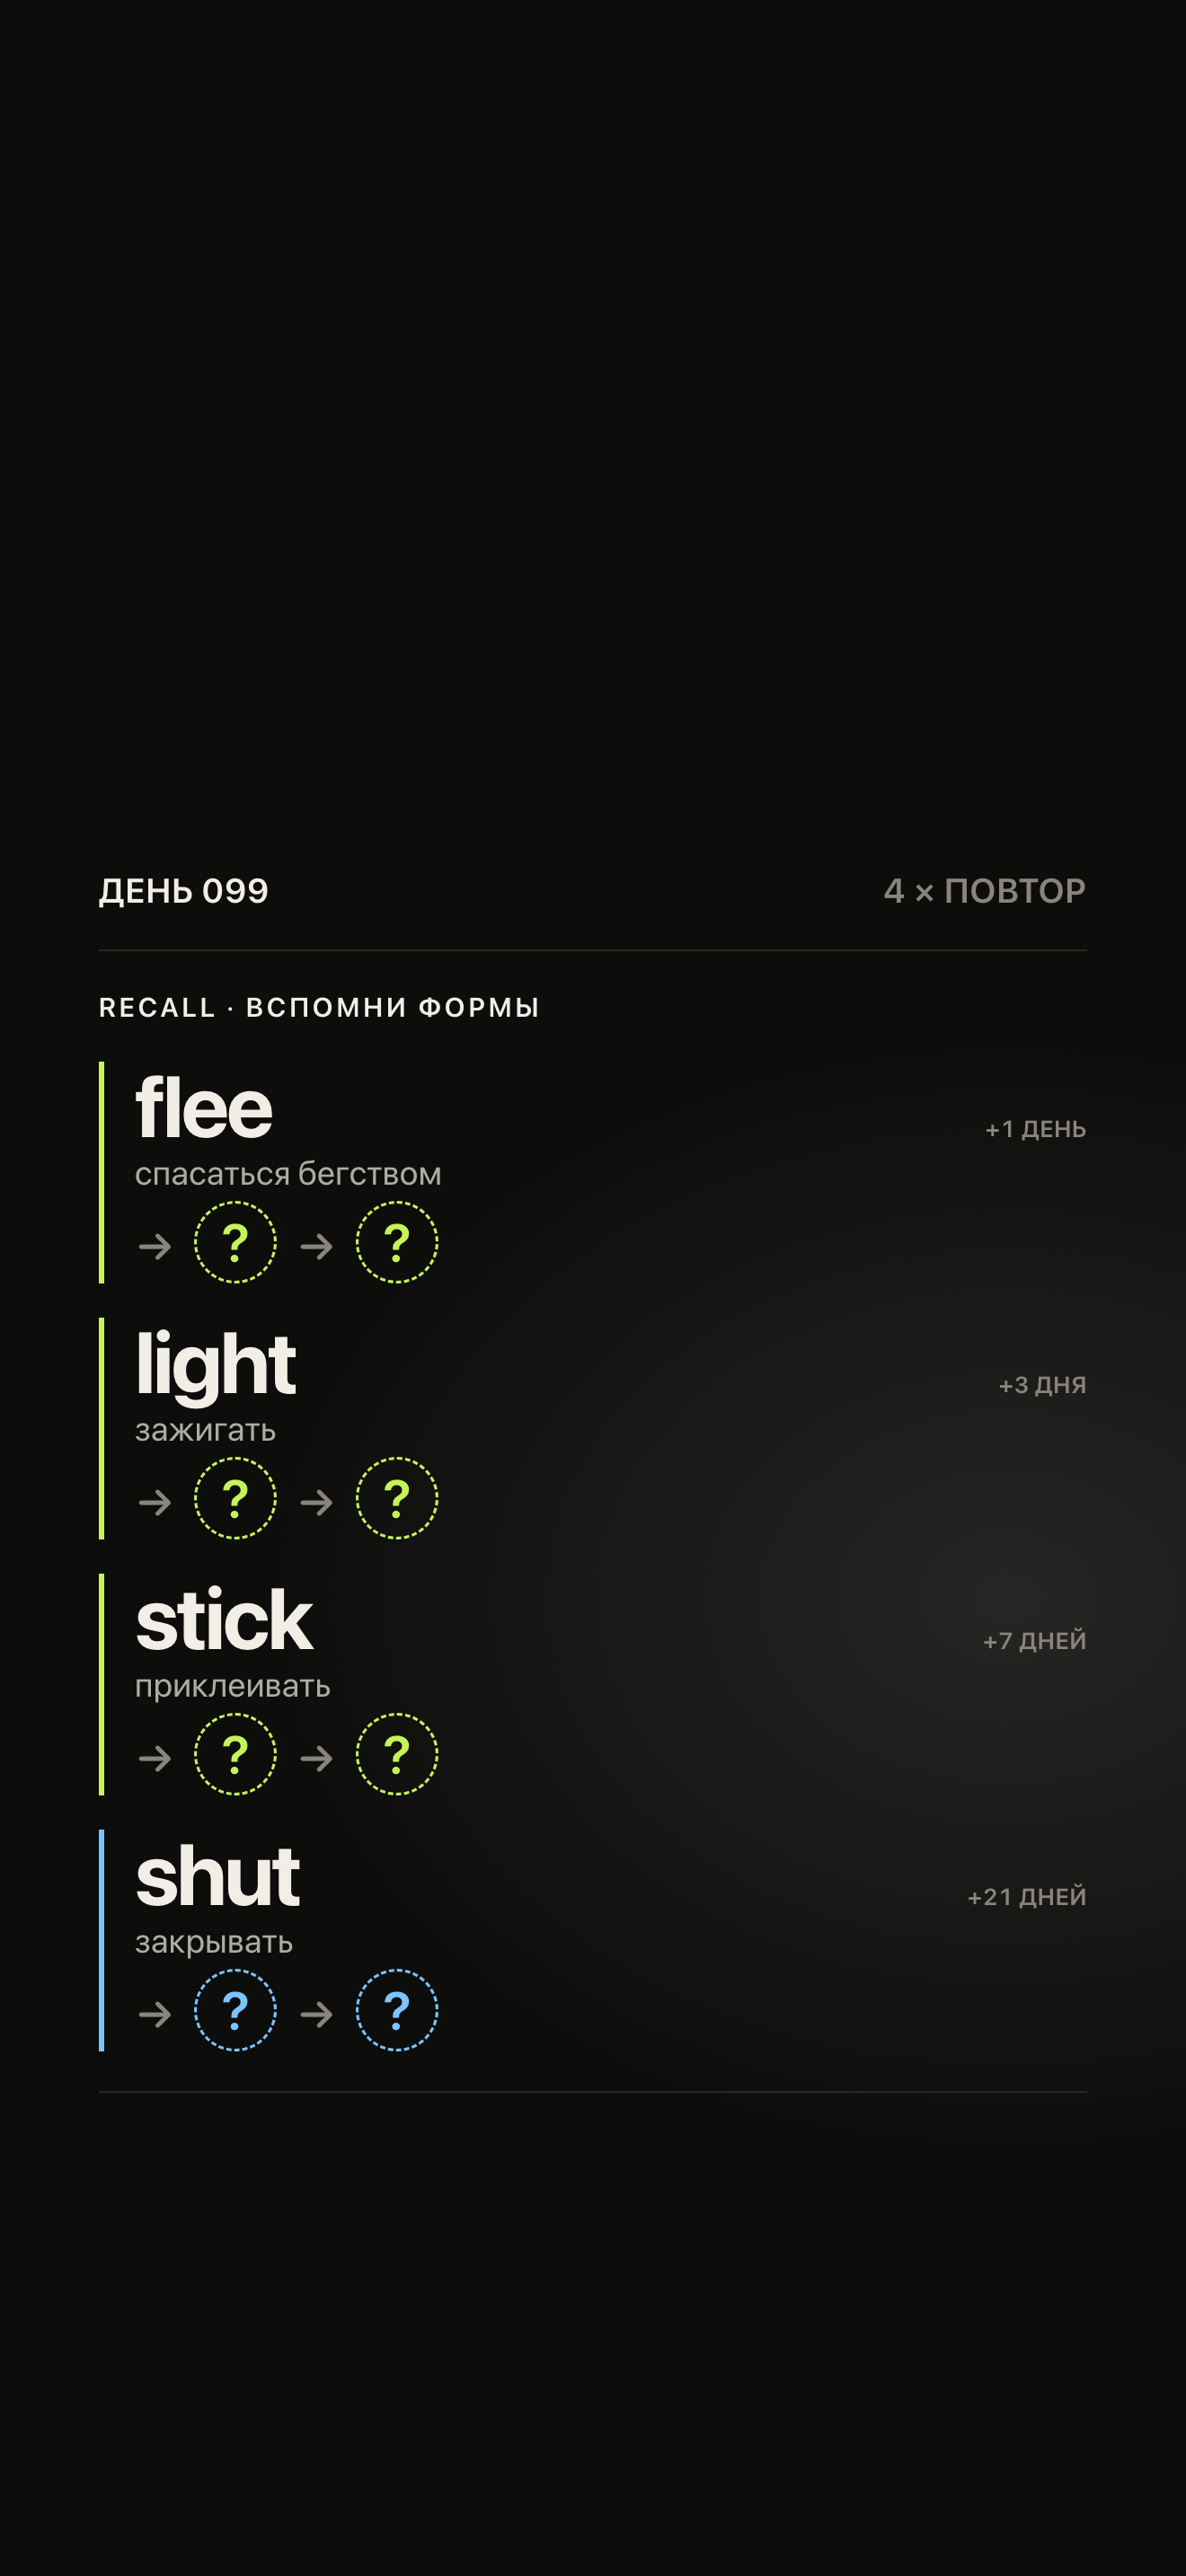 ДЕНЬ 099
4 × ПОВТОР
RECALL · ВСПОМНИ ФОРМЫ
flee
+1 ДЕНЬ
спасаться бегством
→ ? → ?
light
+3 ДНЯ
зажигать
→ ? → ?
stick
+7 ДНЕЙ
приклеивать
→ ? → ?
shut
+21 ДНЕЙ
закрывать
→ ? → ?